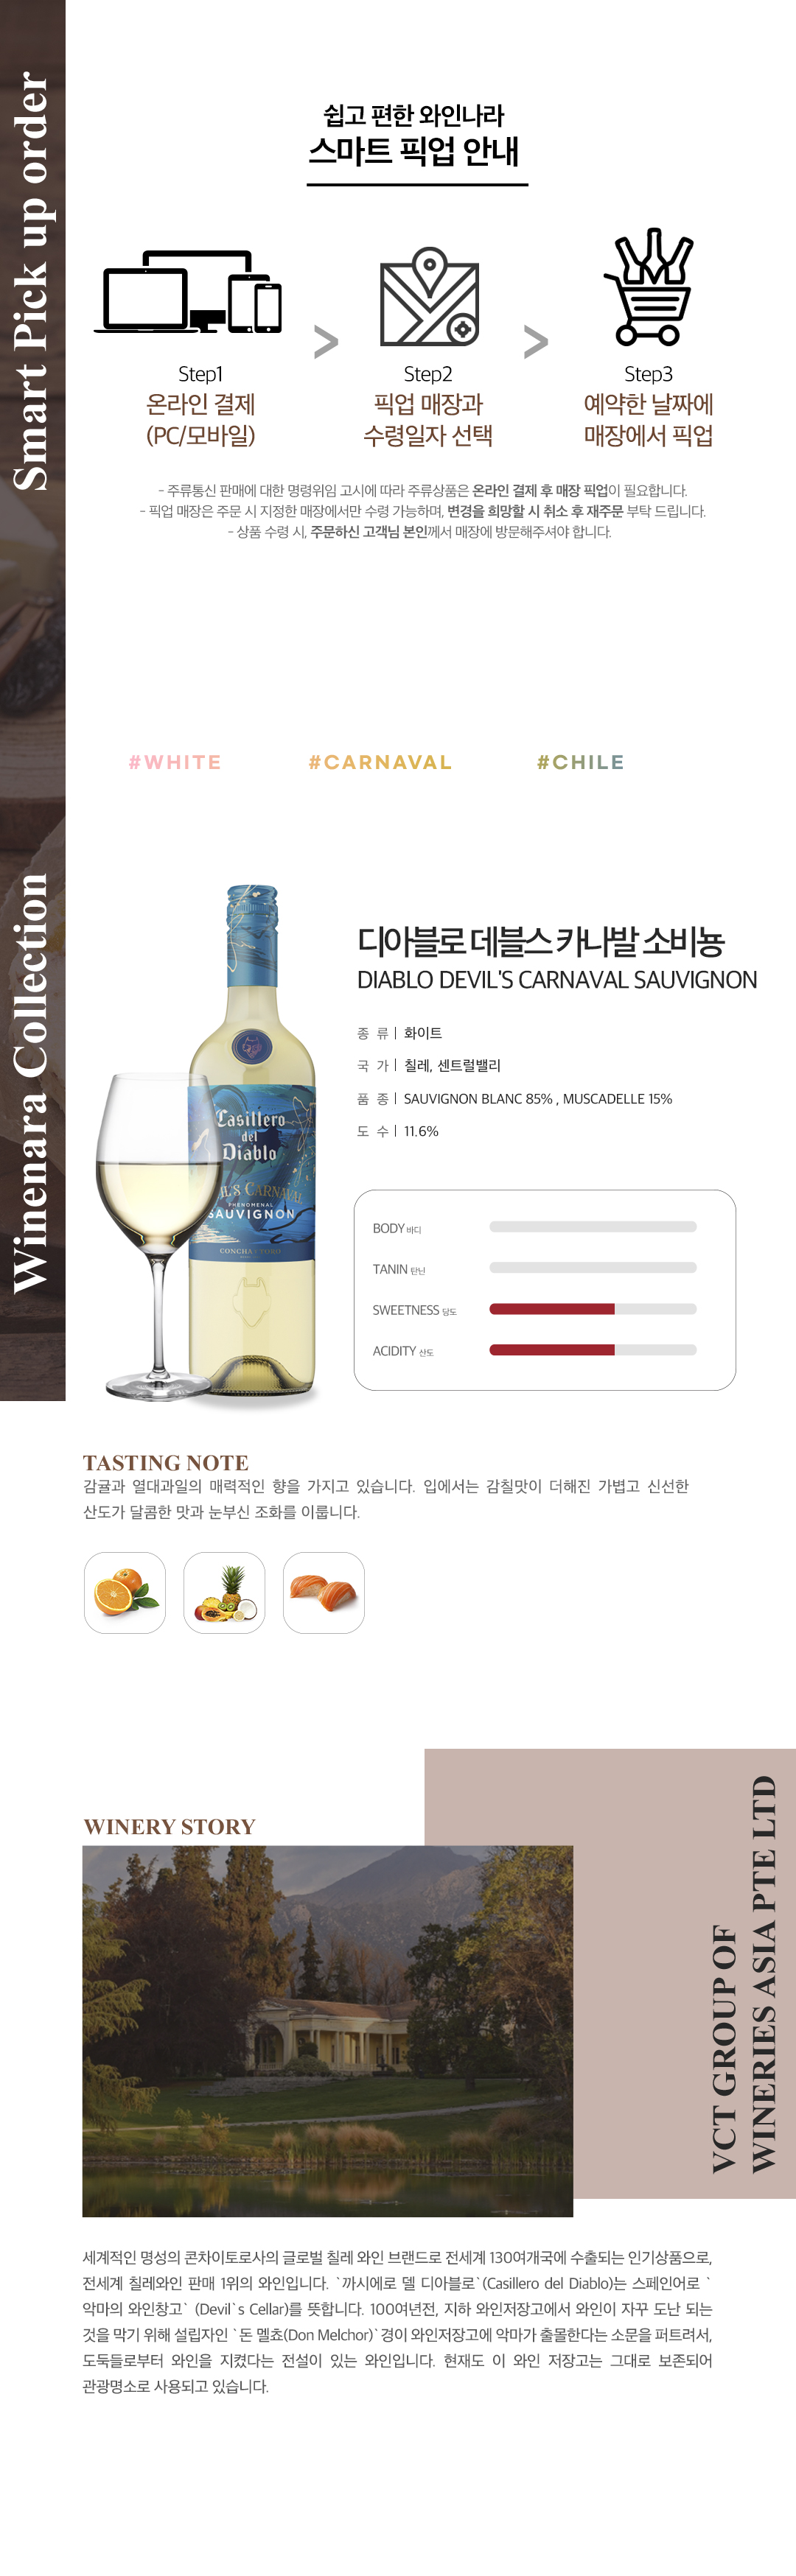 Smart Pick up order
쉽고 편한 와인나라
스마트 픽업 안내
Step1
온라인 결제
(PC/모바일)
>
Step2
픽업 매장과
수령일자 선택
>
Step3
예약한 날짜에
매장에서 픽업
- 주류통신 판매에 대한 명령위임 고시에 따라 주류상품은 온라인 결제 후 매장 픽업이 필요합니다.
- 픽업 매장은 주문 시 지정한 매장에서만 수령 가능하며, 변경을 희망할 시 취소 후 재주문 부탁 드립니다.
- 상품 수령 시, 주문하신 고객님 본인께서 매장에 방문해주셔야 합니다.
#WHITE #CARNAVAL #CHILE
Winenara Collection
Casillero
del
Diablo
IL'S CARNAVAL
PHENOMENAL
SAUVIGNON
CONCHA Y TORO
디아블로 데블스 카나발 소비뇽
DIABLO DEVIL'S CARNAVAL SAUVIGNON
종 류 | 화이트
국 가 | 칠레, 센트럴밸리
품 종 | SAUVIGNON BLANC 85% , MUSCADELLE 15%
도 수 | 11.6%
BODY 바디
TANIN 탄닌
SWEETNESS 당도
ACIDITY 산도
TASTING NOTE
감귤과 열대과일의 매력적인 향을 가지고 있습니다. 입에서는 감칠맛이 더해진 가볍고 신선한
산도가 달콤한 맛과 눈부신 조화를 이룹니다.
WINERY STORY
VCT GROUP OF
WINERIES ASIA PTE LTD
세계적인 명성의 콘차이토로사의 글로벌 칠레 와인 브랜드로 전세계 130여개국에 수출되는 인기상품으로,
전세계 칠레와인 판매 1위의 와인입니다. `까시에로 델 디아블로`(Casillero del Diablo)는 스페인어로 `
악마의 와인창고` (Devil`s Cellar)를 뜻합니다. 100여년전, 지하 와인저장고에서 와인이 자꾸 도난 되는
것을 막기 위해 설립자인 `돈 멜쵸(Don Melchor)`경이 와인저장고에 악마가 출몰한다는 소문을 퍼트려서,
도둑들로부터 와인을 지켰다는 전설이 있는 와인입니다. 현재도 이 와인 저장고는 그대로 보존되어
관광명소로 사용되고 있습니다.